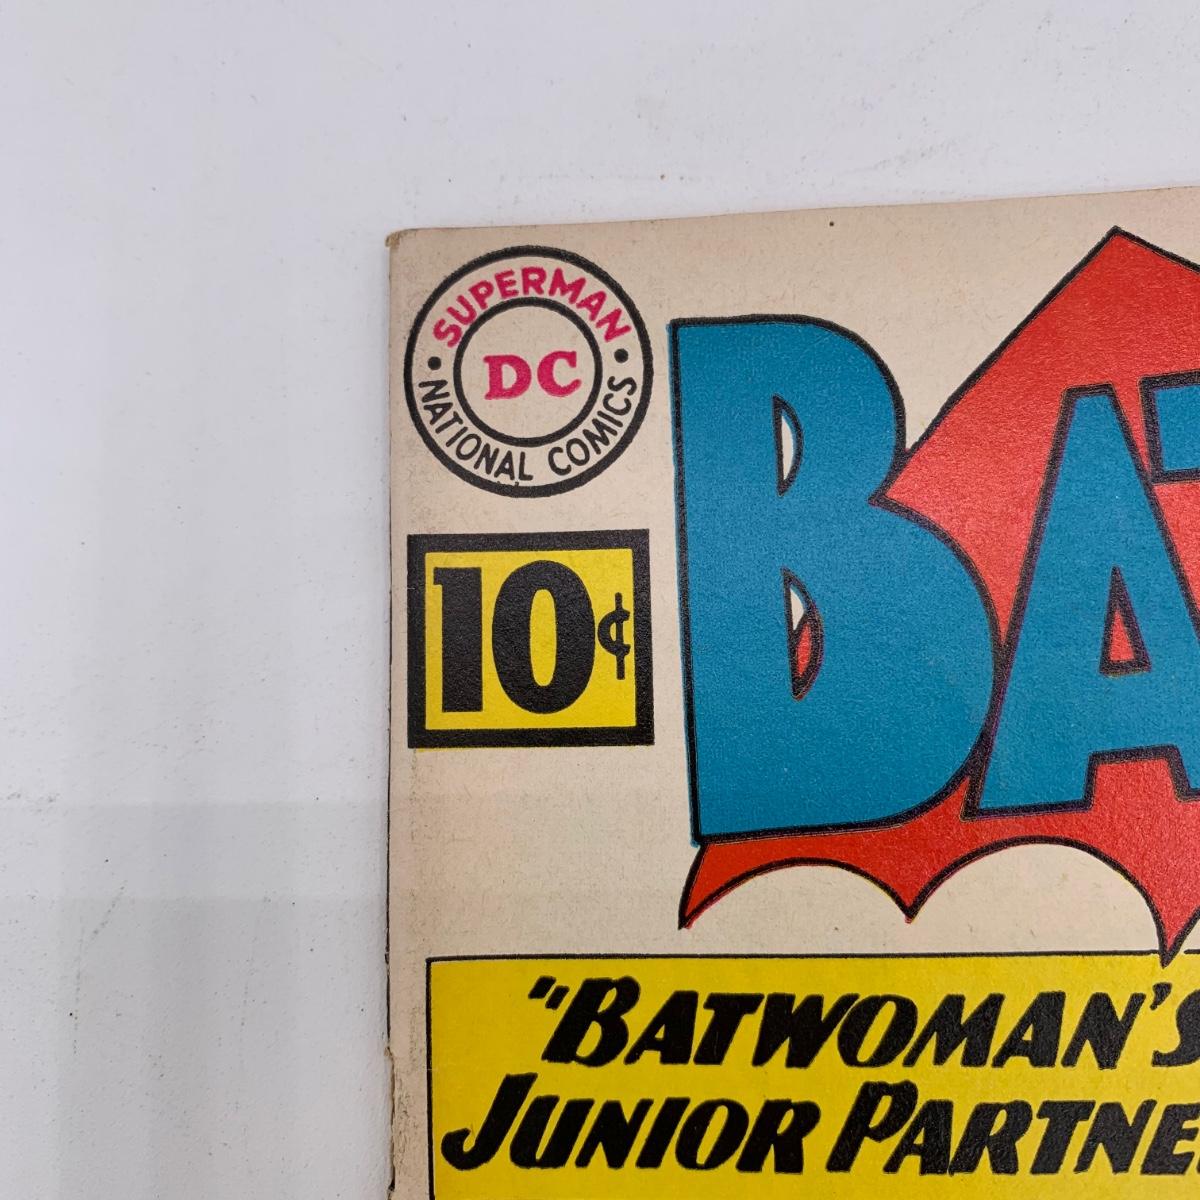 SUPERMAN
DC
NATIONAL COMICS
10¢
BA
"BATWOMAN'S
JUNIOR PARTNE